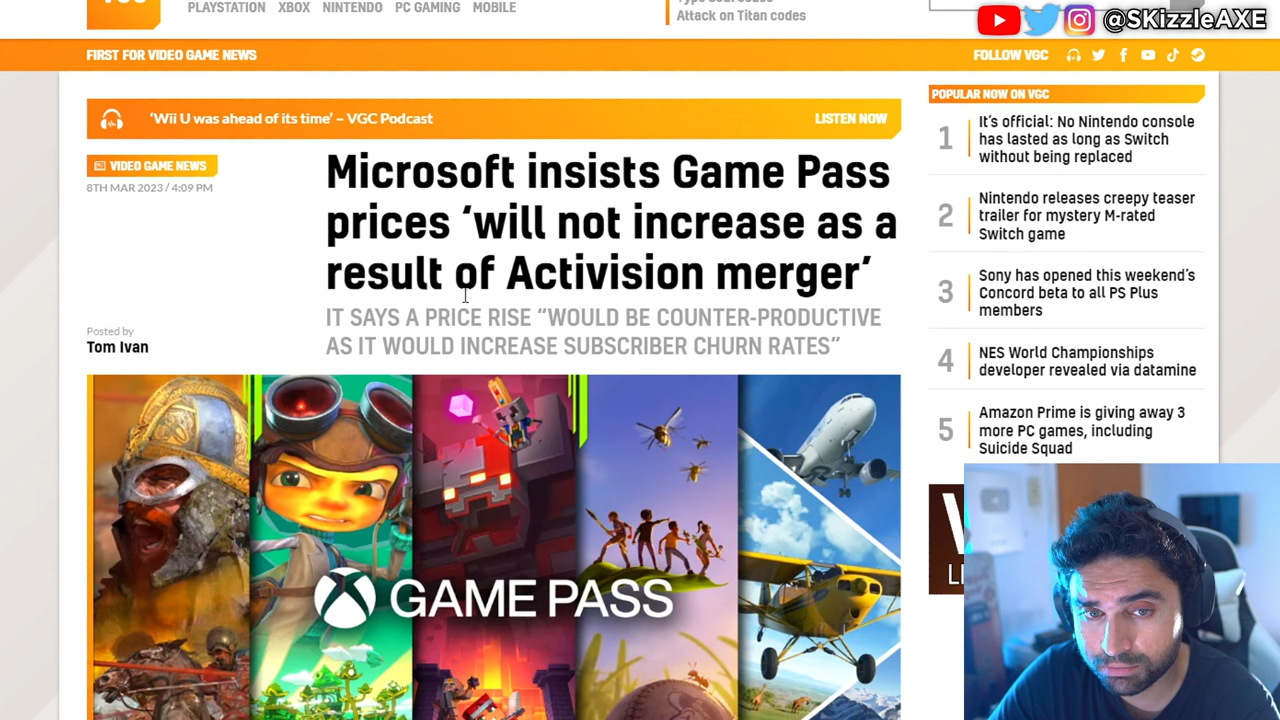 PLAYSTATION XBOX NINTENDO PC GAMING MOBILE
Attack on Titan codes
@SKizzleAXE
FIRST FOR VIDEO GAME NEWS
FOLLOW VGC
‘Wii U was ahead of its time’ – VGC Podcast
LISTEN NOW
VIDEO GAME NEWS
8TH MAR 2023 / 4:09 PM
Microsoft insists Game Pass
prices ‘will not increase as a
result of Activision merger’
IT SAYS A PRICE RISE “WOULD BE COUNTER-PRODUCTIVE
AS IT WOULD INCREASE SUBSCRIBER CHURN RATES”
Posted by
Tom Ivan
XBOX GAME PASS
POPULAR NOW ON VGC
1
It’s official: No Nintendo console
has lasted as long as Switch
without being replaced
2
Nintendo releases creepy teaser
trailer for mystery M-rated
Switch game
3
Sony has opened this weekend’s
Concord beta to all PS Plus
members
4
NES World Championships
developer revealed via datamine
5
Amazon Prime is giving away 3
more PC games, including
Suicide Squad